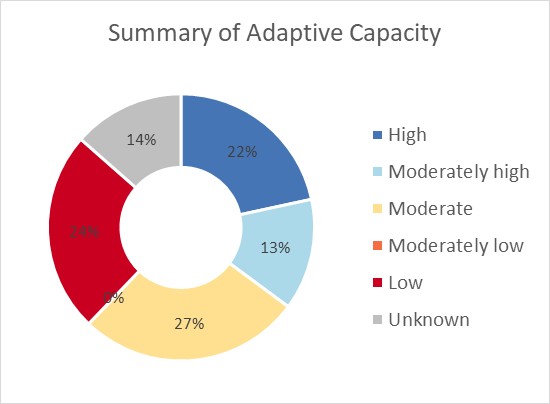 Summary of Adaptive Capacity
14%
22%
24%
13%
0%
27%
High
Moderately high
Moderate
Moderately low
Low
Unknown